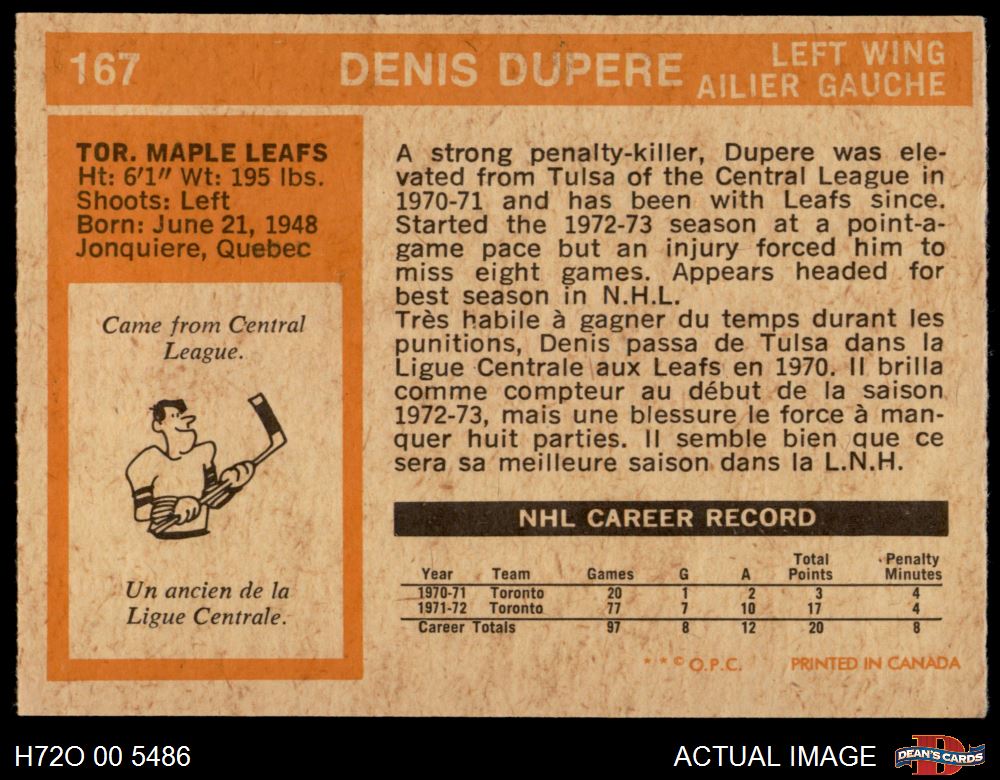 167
DENIS DUPERE
LEFT WING
AILIER GAUCHE
TOR. MAPLE LEAFS
Ht: 6'1" Wt: 195 lbs.
Shoots: Left
Born: June 21, 1948
Jonquiere, Quebec
Came from Central
League.
Un ancien de la
Ligue Centrale.
A strong penalty-killer, Dupere was ele-
vated from Tulsa of the Central League in
1970-71 and has been with Leafs since.
Started the 1972-73 season at a point-a-
game pace but an injury forced him to
miss eight games. Appears headed for
best season in N.H.L.
Très habile à gagner du temps durant les
punitions, Denis passa de Tulsa dans la
Ligue Centrale aux Leafs en 1970. Il brilla
comme compteur au début de la saison
1972-73, mais une blessure le force à man-
quer huit parties. Il semble bien que ce
sera sa meilleure saison dans la L.N.H.
NHL CAREER RECORD
Year Team Games G A Total Points Penalty Minutes
1970-71 Toronto 20 1 2 3 4
1971-72 Toronto 77 7 10 17 4
Career Totals 97 8 12 20 8
* * © O.P.C. PRINTED IN CANADA
H72O 00 5486
ACTUAL IMAGE
DEAN'S CARDS